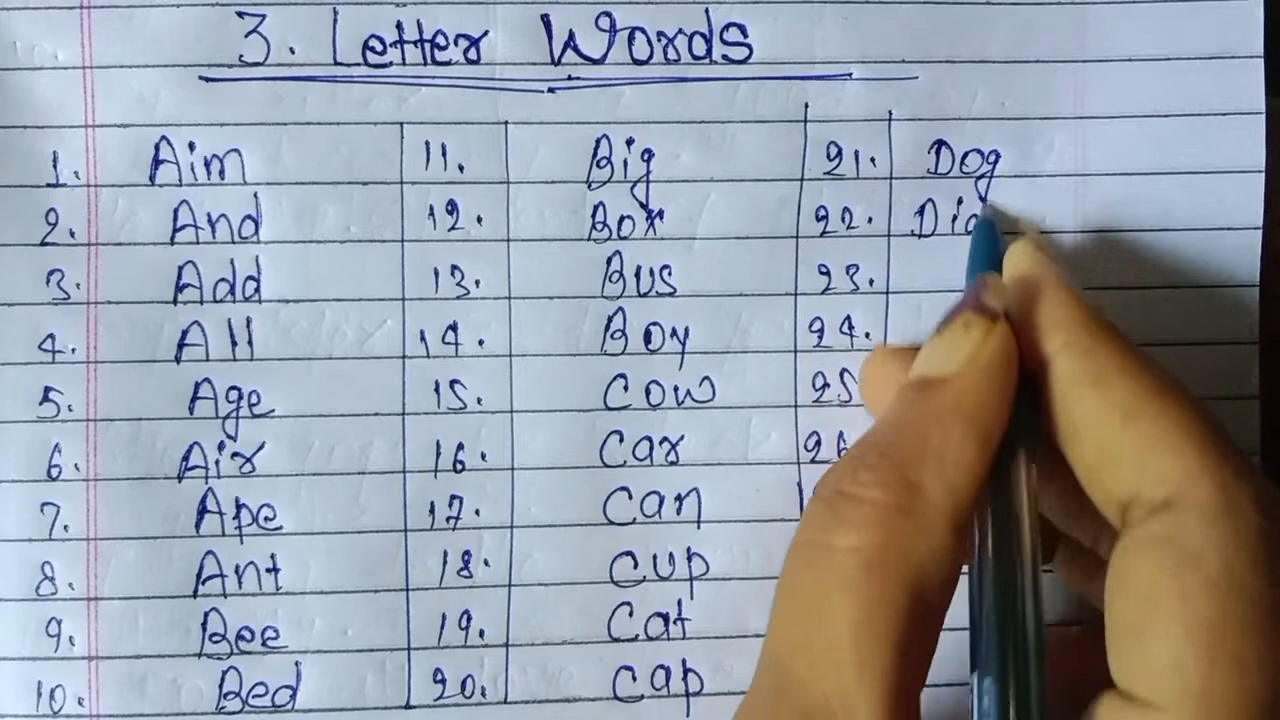 3. Letter Words
1. Aim 11. Big 21. Dog
2. And 12. Box 22.
3. Add 13. Bus 23.
4. All 14. Boy 24.
5. Age 15. Cow 25
6. Air 16. Car 26
7. Ape 17. Can
8. Ant 18. Cup
9. Bee 19. Cat
10. Bed 20. Cap